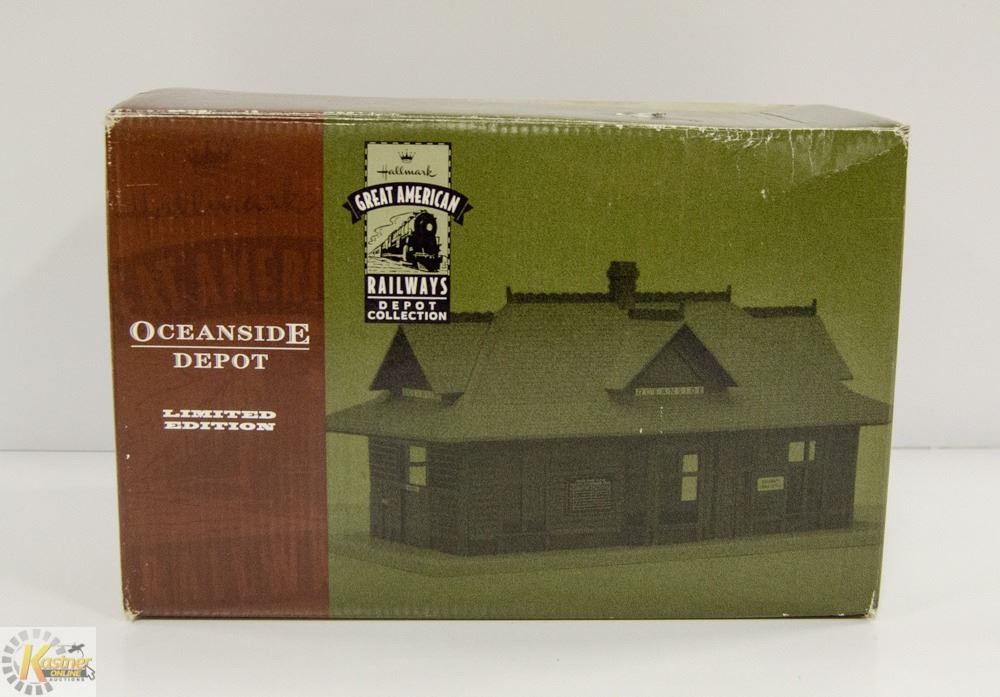 Hallmark
GREAT AMERICAN
RAILWAYS
DEPOT
COLLECTION
OCEANSIDE
DEPOT
LIMITED
EDITION
OCEANSIDE
Kastner
ONLINE
AUCTIONS